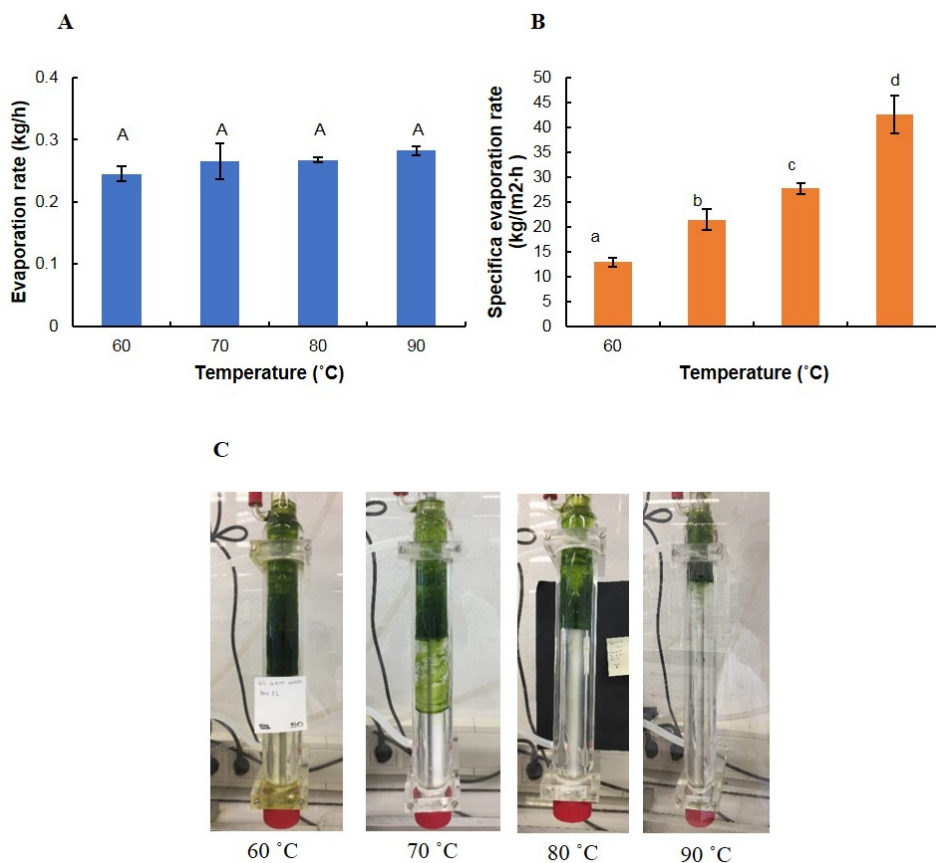 A
Evaporation rate (kg/h)
0.4
0.3
0.2
0.1
0
A
A
A
A
60
70
80
90
Temperature (˚C)
B
Specifica evaporation rate
(kg/(m2·h)
50
45
40
35
30
25
20
15
10
5
0
a
b
c
d
60
Temperature (˚C)
C
60 ˚C
70 ˚C
80 ˚C
90 ˚C